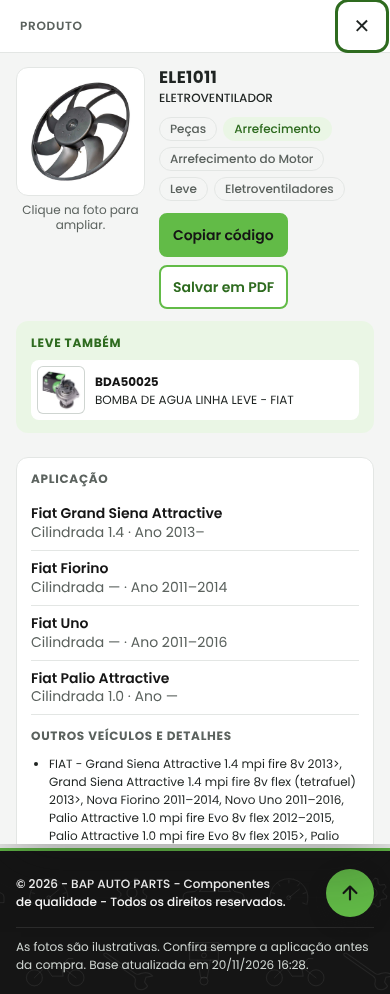 PRODUTO
ELE1011
ELETROVENTILADOR
Peças
Arrefecimento
Arrefecimento do Motor
Leve
Eletroventiladores
Clique na foto para
ampliar.
Copiar código
Salvar em PDF
LEVE TAMBÉM
BDA50025
BOMBA DE AGUA LINHA LEVE - FIAT
APLICAÇÃO
Fiat Grand Siena Attractive
Cilindrada 1.4 · Ano 2013–
Fiat Fiorino
Cilindrada — · Ano 2011–2014
Fiat Uno
Cilindrada — · Ano 2011–2016
Fiat Palio Attractive
Cilindrada 1.0 · Ano —
OUTROS VEÍCULOS E DETALHES
• FIAT - Grand Siena Attractive 1.4 mpi fire 8v 2013>,
Grand Siena Attractive 1.4 mpi fire 8v flex (tetrafuel)
2013>, Nova Fiorino 2011–2014, Novo Uno 2011–2016,
Palio Attractive 1.0 mpi fire Evo 8v 2012–2015,
Palio Attractive 1.0 mpi fire Evo 8v flex 2015>, Palio
© 2026 - BAP AUTO PARTS - Componentes
de qualidade - Todos os direitos reservados.
As fotos são ilustrativas. Confira sempre a aplicação antes
da compra. Base atualizada em 20/11/2026 16:28.